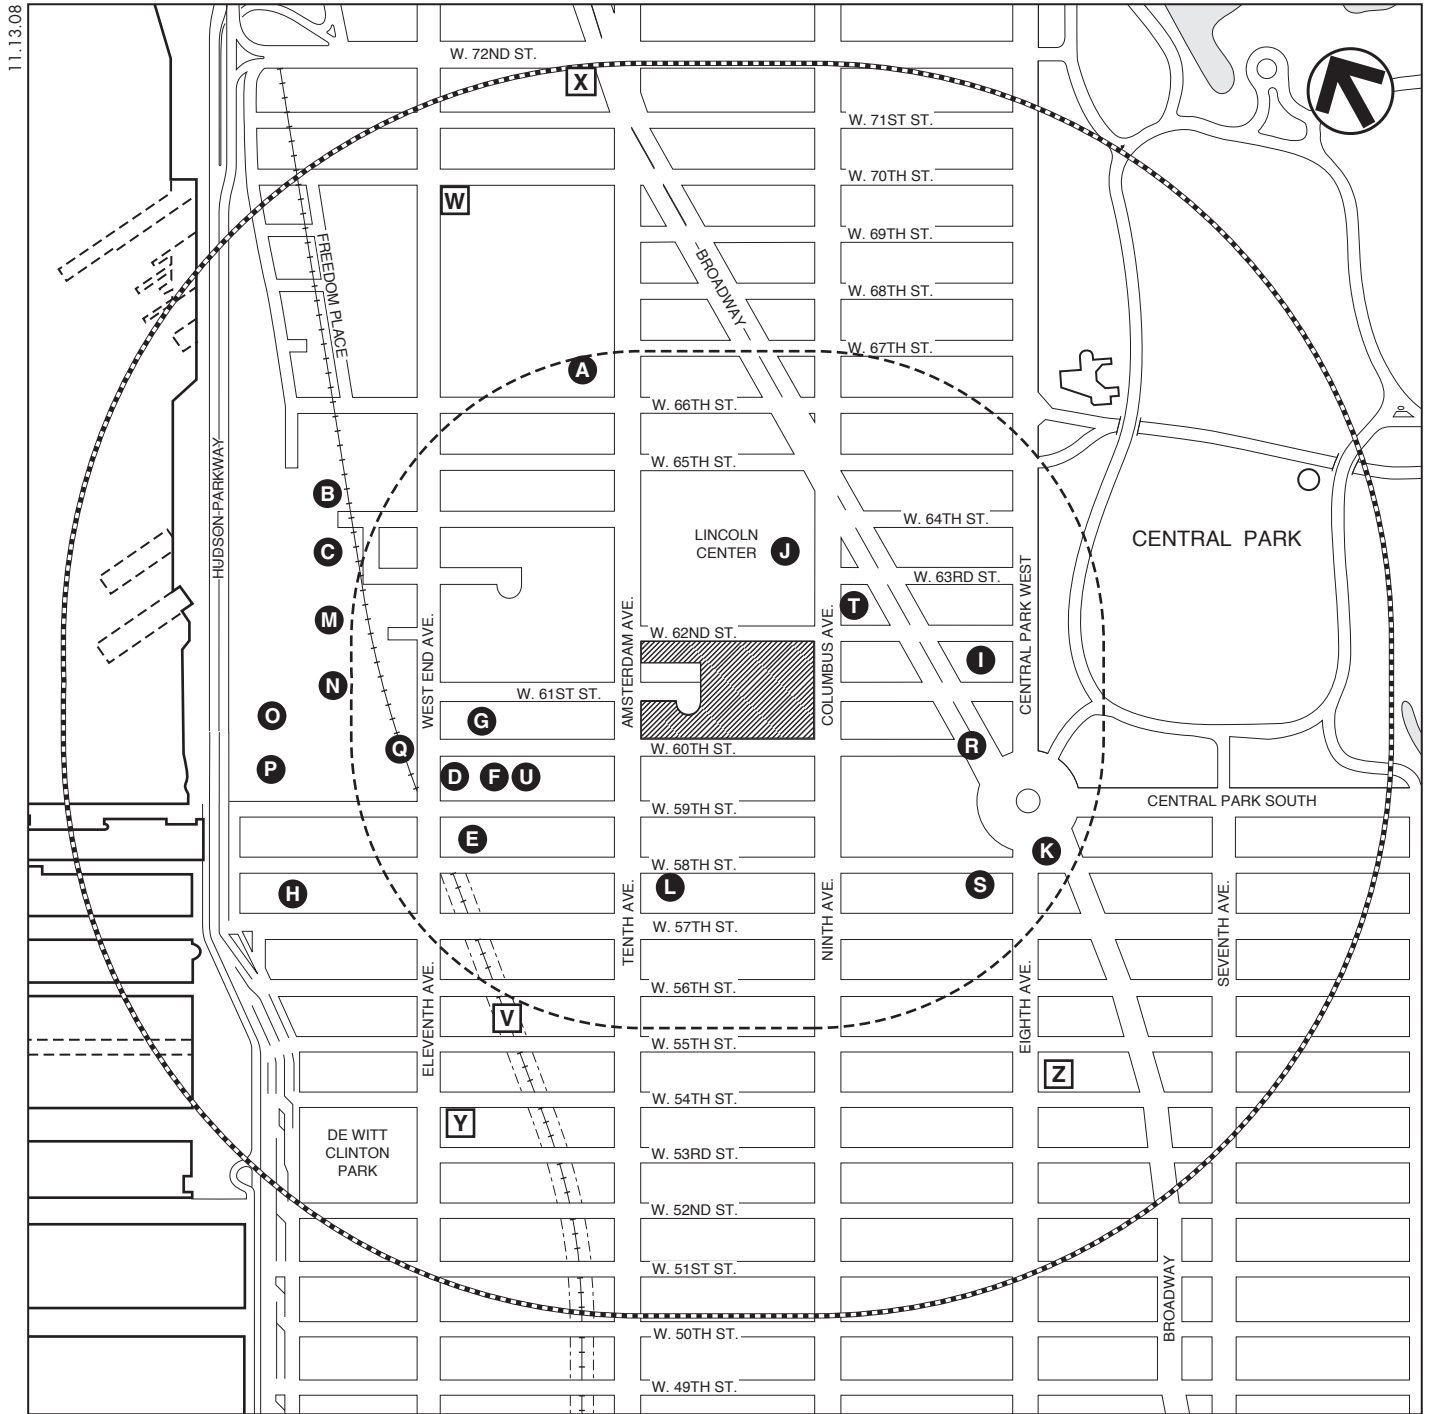 11.13.08
W. 72ND ST.
X
W. 71ST ST.
W. 70TH ST.
W
W. 69TH ST.
FREEDOM PLACE
BROADWAY
W. 68TH ST.
W. 67TH ST.
A
W. 66TH ST.
W. 65TH ST.
HUDSON-PARKWAY
B
W. 64TH ST.
LINCOLN
CENTER
J
C
CENTRAL PARK
W. 63RD ST.
T
M
W. 62ND ST.
WEST END AVE.
AMSTERDAM AVE.
COLUMBUS AVE.
CENTRAL PARK WEST
I
N
W. 61ST ST.
O
G
W. 60TH ST.
Q
R
P
D
F
U
W. 59TH ST.
CENTRAL PARK SOUTH
E
K
W. 58TH ST.
H
L
S
TENTH AVE.
NINTH AVE.
SEVENTH AVE.
W. 57TH ST.
W. 56TH ST.
ELEVENTH AVE.
EIGHTH AVE.
V
W. 55TH ST.
Z
W. 54TH ST.
Y
DE WITT
CLINTON
PARK
W. 53RD ST.
W. 52ND ST.
W. 51ST ST.
BROADWAY
W. 50TH ST.
W. 49TH ST.